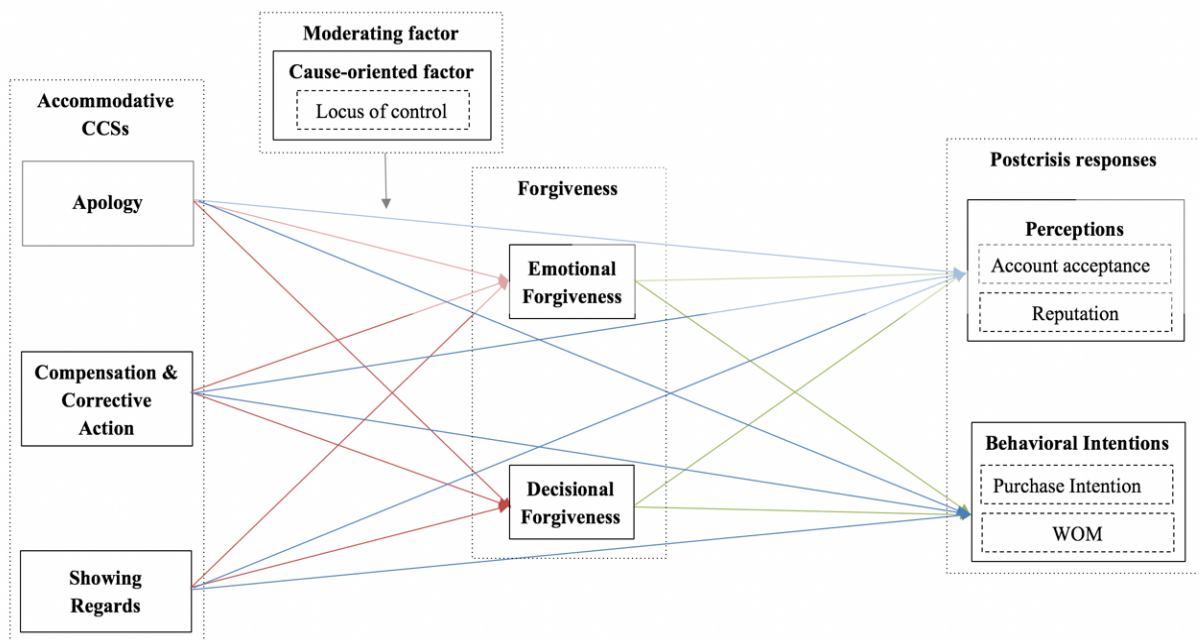 Moderating factor
Cause-oriented factor
Locus of control
Accommodative
CCSs
Apology
Compensation &
Corrective
Action
Showing
Regards
Forgiveness
Emotional
Forgiveness
Decisional
Forgiveness
Postcrisis responses
Perceptions
Account acceptance
Reputation
Behavioral Intentions
Purchase Intention
WOM